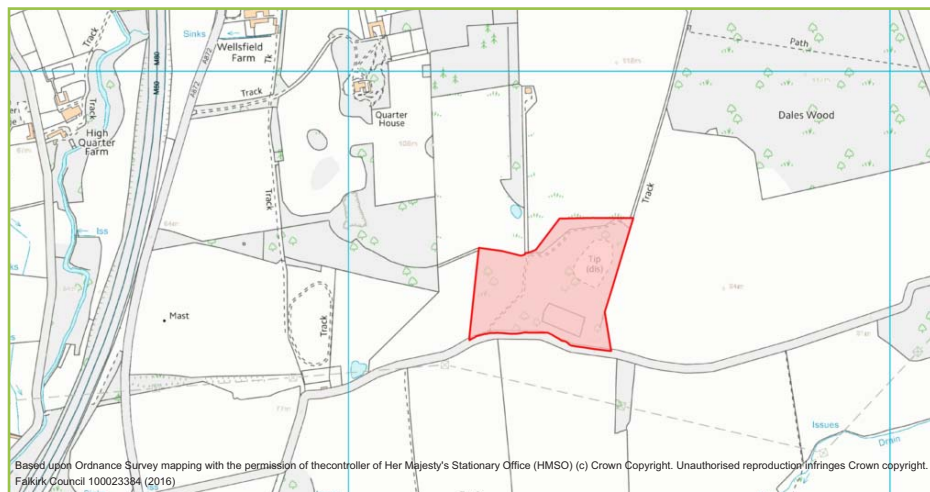 Track
Sinks
M80
M80
A872
A872
Wellsfield
Farm
Tk
Track
Track
High
Quarter
Farm
Quarter
House
Path
Dales Wood
Track
Track
Iss
Tip
(dis)
Mast
Track
Issues
Drain
Based upon Ordnance Survey mapping with the permission of thecontroller of Her Majesty's Stationary Office (HMSO) (c) Crown Copyright. Unauthorised reproduction infringes Crown copyright.
Falkirk Council 100023384 (2016)